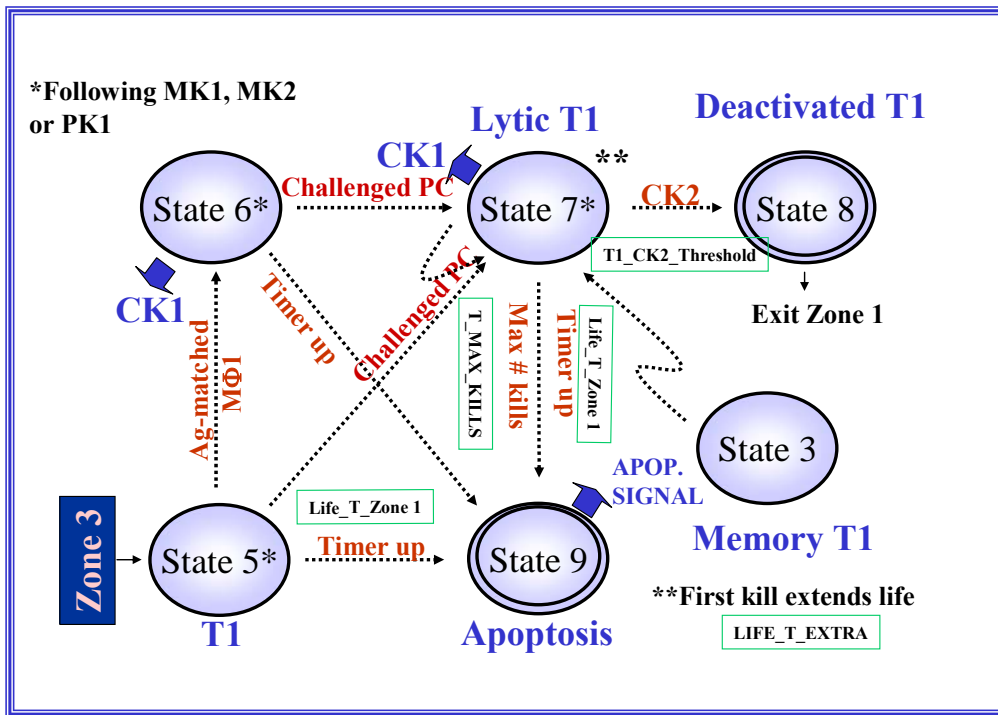 *Following MK1, MK2
or PK1
Lytic T1
Deactivated T1
CK1
**
State 6*
Challenged PC
State 7*
CK2
State 8
T1_CK2_Threshold
CK1
Exit Zone 1
Timer up
Challenged PC
Ag-matched
MΦ1
T_MAX_KILLS
Max # kills
Timer up
Life_T_Zone 1
State 3
APOP.
SIGNAL
Memory T1
Zone 3
State 5*
Life_T_Zone 1
Timer up
State 9
T1
Apoptosis
**First kill extends life
LIFE_T_EXTRA